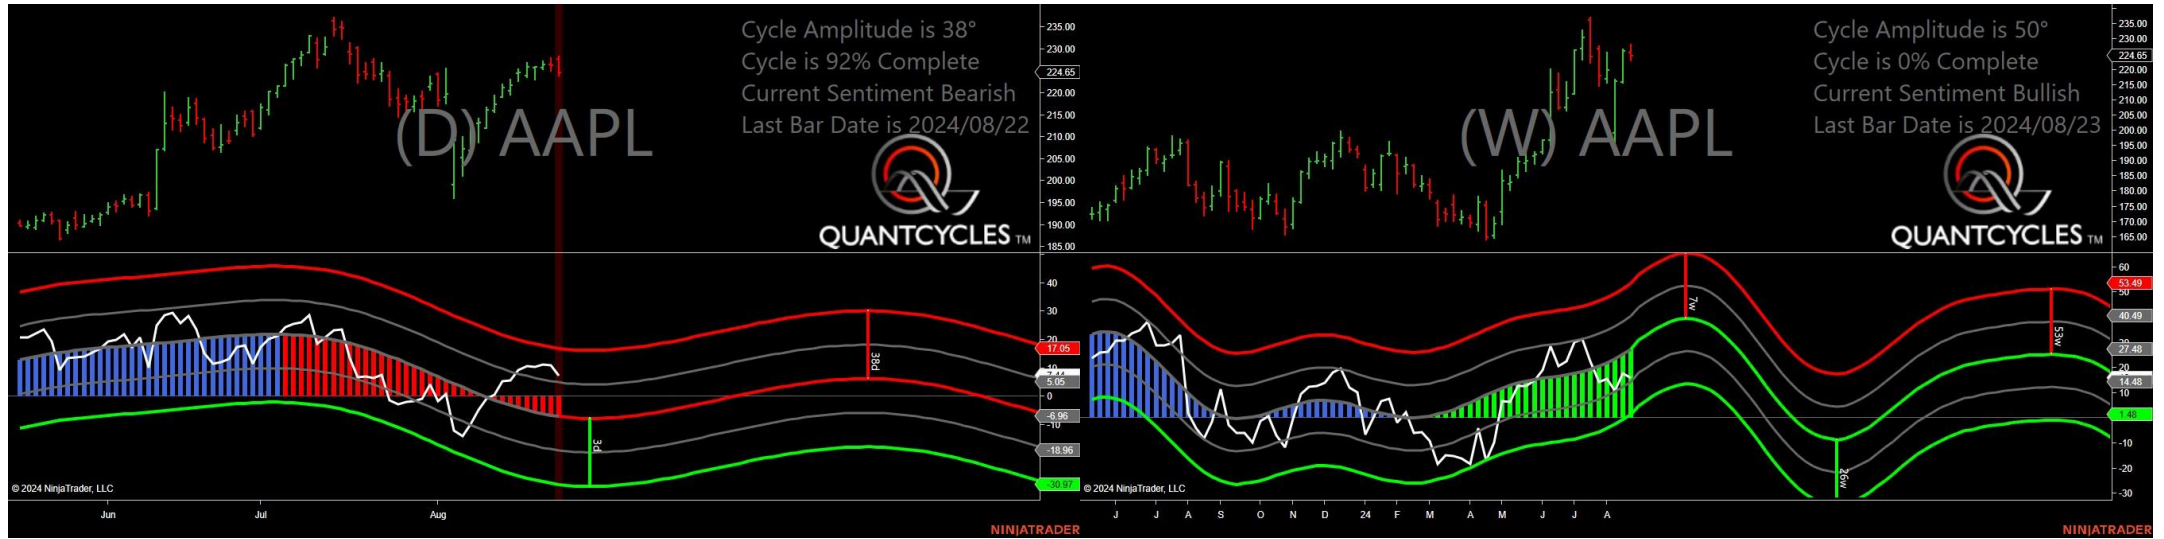 Cycle Amplitude is 38°
Cycle is 92% Complete
Current Sentiment Bearish
Last Bar Date is 2024/08/22
(D) AAPL
QUANTCYCLES TM
235.00
230.00
224.65
220.00
215.00
210.00
205.00
200.00
195.00
190.00
185.00
40
30
20
17.05
5.05
0
-6.96
-10
-18.96
-30.97
38d
3d
© 2024 NinjaTrader, LLC
Jun
Jul
Aug
NINJATRADER
Cycle Amplitude is 50°
Cycle is 0% Complete
Current Sentiment Bullish
Last Bar Date is 2024/08/23
(W) AAPL
QUANTCYCLES TM
235.00
230.00
224.65
220.00
215.00
210.00
205.00
200.00
195.00
190.00
185.00
180.00
175.00
170.00
165.00
60
53.49
50
40.49
27.48
14.48
10
1.48
-10
-20
-30
7w
26w
53w
© 2024 NinjaTrader, LLC
J
J
A
S
O
N
D
24
F
M
A
M
J
J
A
NINJATRADER